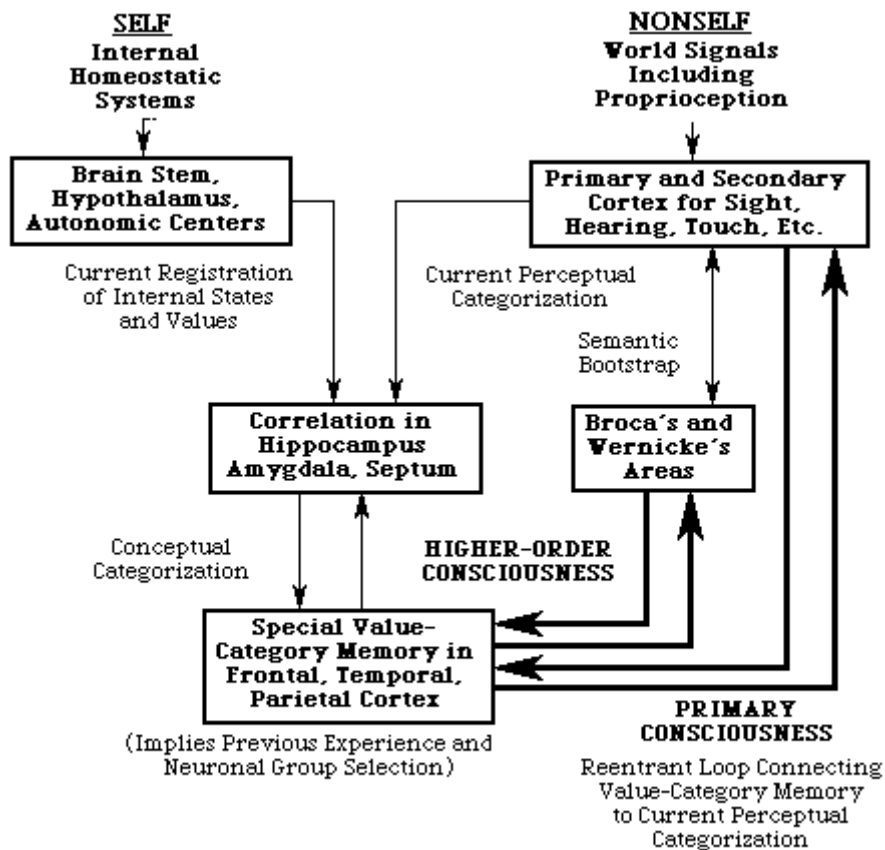 SELF
Internal
Homeostatic
Systems
NONSELF
World Signals
Including
Proprioception
Brain Stem,
Hypothalamus,
Autonomic Centers
Primary and Secondary
Cortex for Sight,
Hearing, Touch, Etc.
Current Registration
of Internal States
and Values
Current Perceptual
Categorization
Semantic
Bootstrap
Correlation in
Hippocampus
Amygdala, Septum
Broca's and
Wernicke's
Areas
Conceptual
Categorization
HIGHER-ORDER
CONSCIOUSNESS
Special Value-
Category Memory in
Frontal, Temporal,
Parietal Cortex
(Implies Previous Experience and
Neuronal Group Selection)
PRIMARY
CONSCIOUSNESS
Reentrant Loop Connecting
Value-Category Memory
to Current Perceptual
Categorization